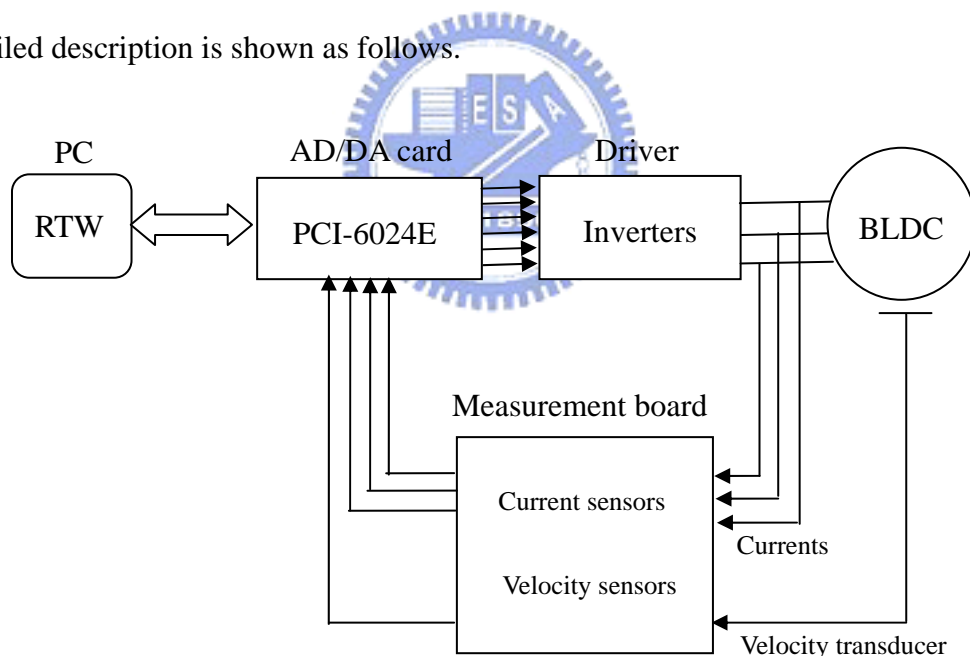 iled description is shown as follows.
PC
AD/DA card
Driver
RTW
PCI-6024E
Inverters
BLDC
E S A
Measurement board
Current sensors
Currents
Velocity sensors
Velocity transducer